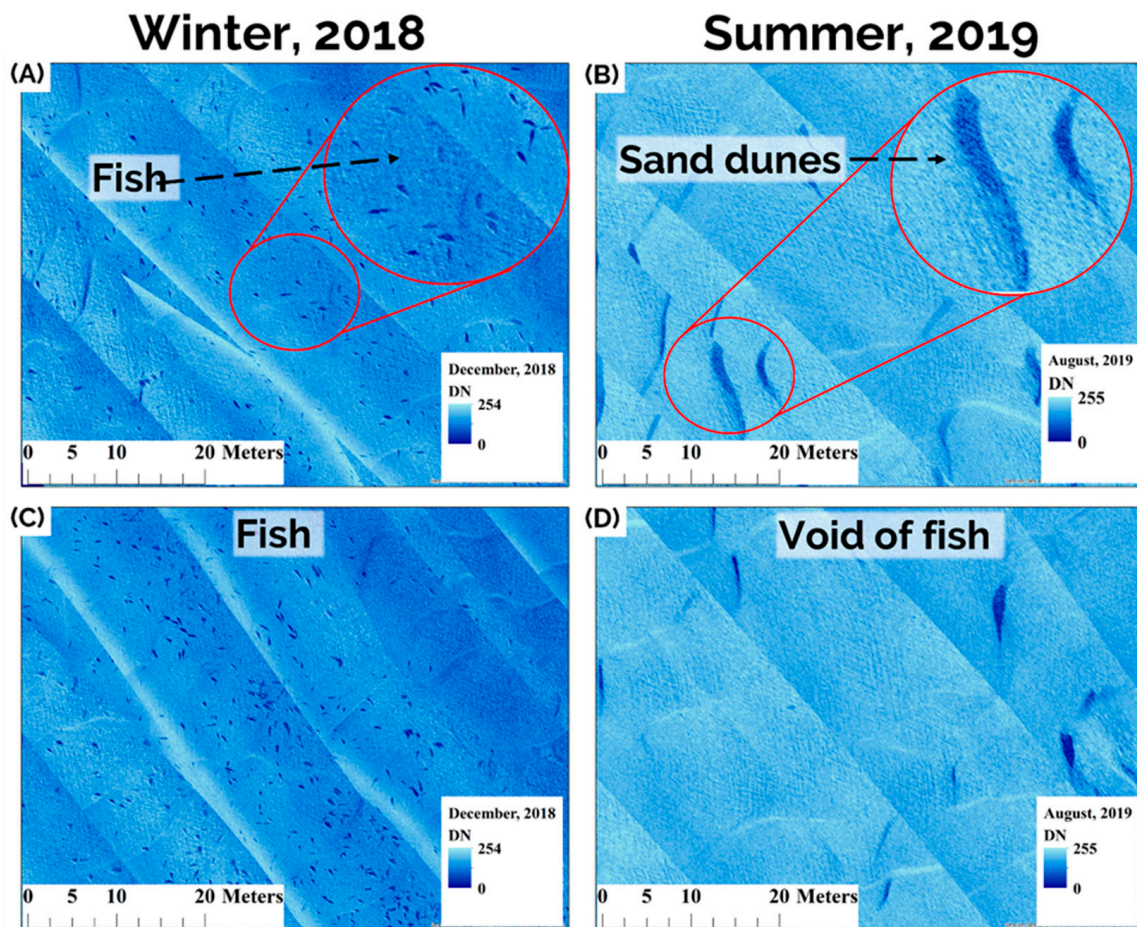 Winter, 2018
Summer, 2019
(A)
Fish
December, 2018
DN
254
0
0 5 10 20 Meters
(B)
Sand dunes
August, 2019
DN
255
0
0 5 10 20 Meters
(C)
Fish
December, 2018
DN
254
0
0 5 10 20 Meters
(D)
Void of fish
August, 2019
DN
255
0
0 5 10 20 Meters